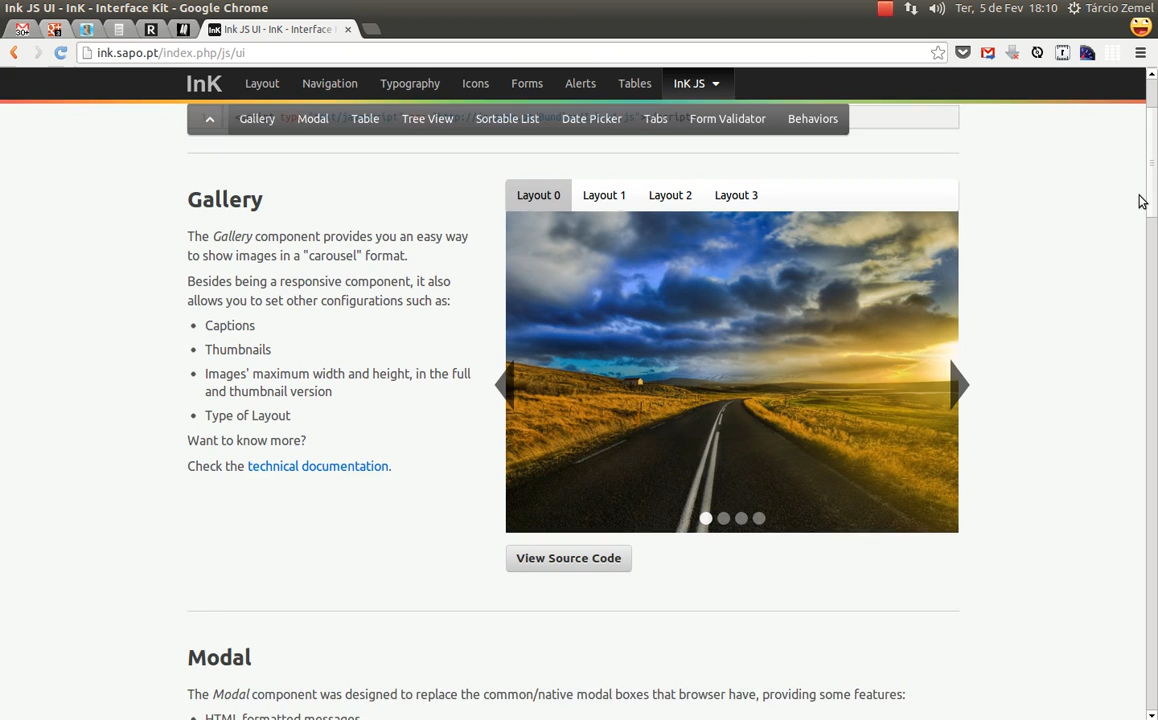 Ink JS UI - InK - Interface Kit - Google Chrome
Ter, 5 de Fev 18:10 Tárcio Zemel
30+
R
InK
Ink JS UI - InK - Interface
ink.sapo.pt/index.php/js/ui
InK Layout Navigation Typography Icons Forms Alerts Tables InK JS
Gallery Modal Table Tree View Sortable List Date Picker Tabs Form Validator Behaviors
Gallery
Layout 0 Layout 1 Layout 2 Layout 3
The Gallery component provides you an easy way
to show images in a "carousel" format.
Besides being a responsive component, it also
allows you to set other configurations such as:
Captions
Thumbnails
Images' maximum width and height, in the full
and thumbnail version
Type of Layout
Want to know more?
Check the technical documentation.
View Source Code
Modal
The Modal component was designed to replace the common/native modal boxes that browser have, providing some features:
HTML formatted messages